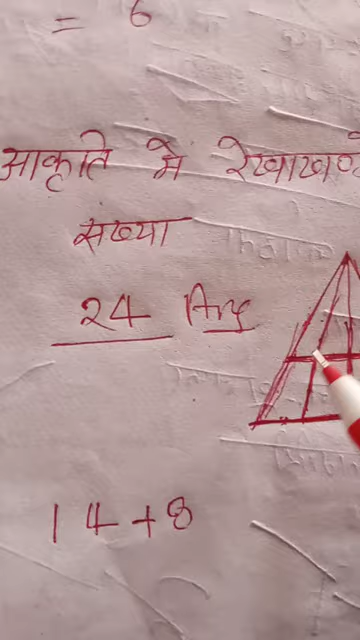 = 6
आकृति मे रेखाखण्डो
संख्या
24 Ans
14 + 8